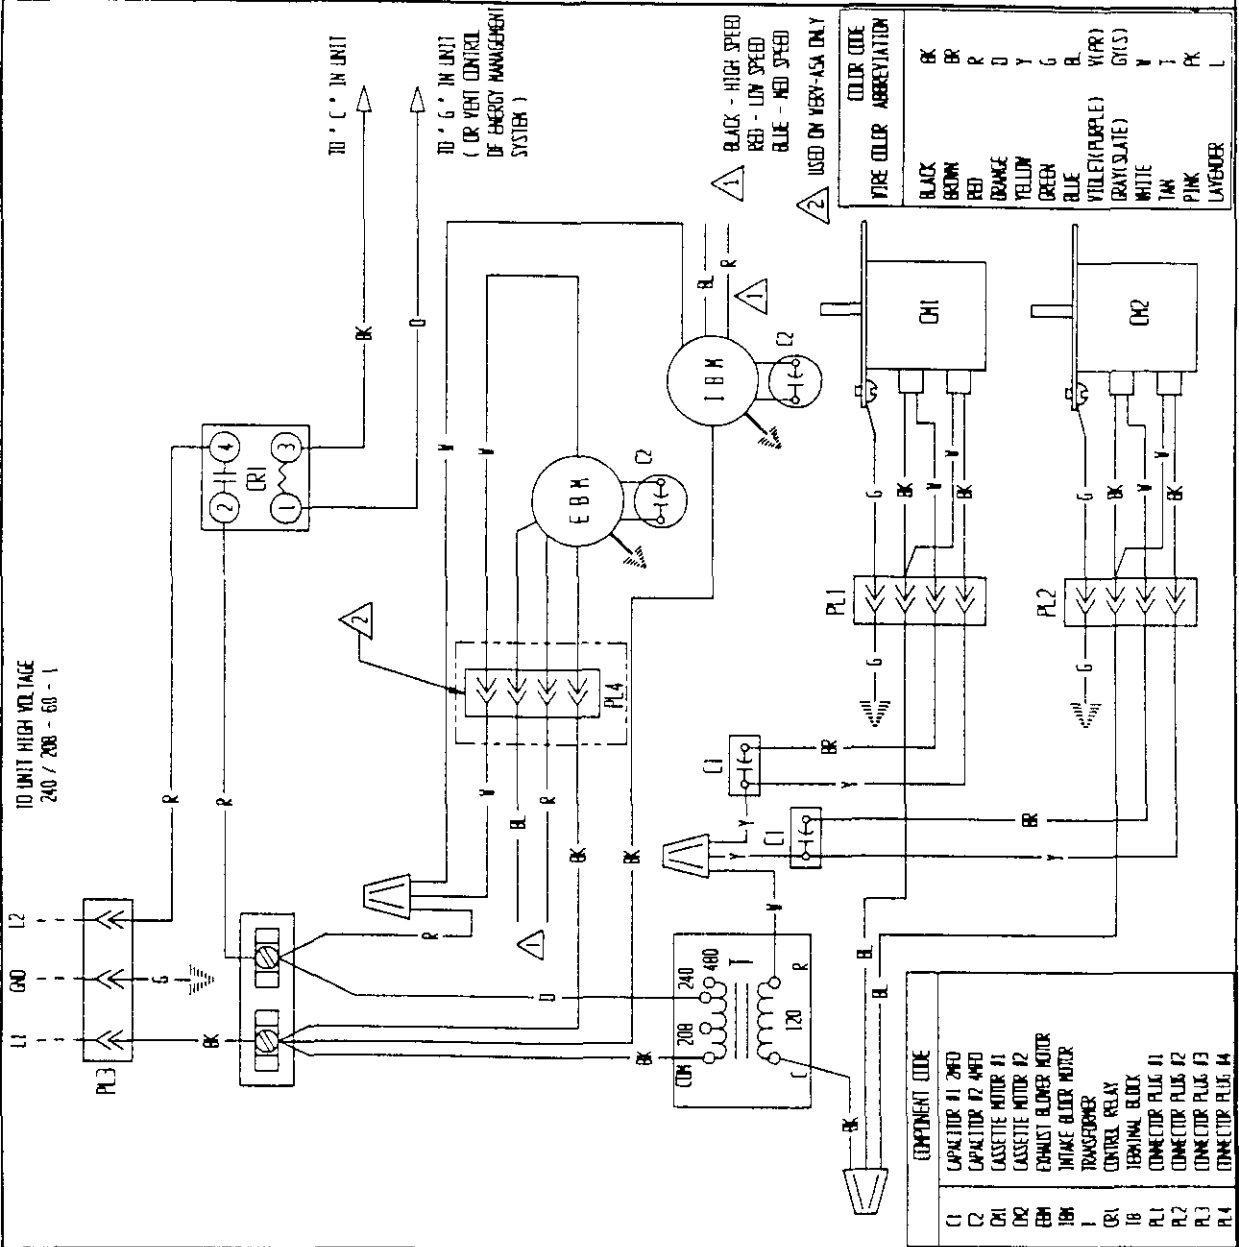 TO UNIT HIGH VOLTAGE
240 / 208 - 60 - 1
L1
GND
L2
PL3
G
BK
R
R
2
4
CR1
1
3
BK
O
TO "C" IN UNIT
TO "G" IN UNIT
( OR VENT CONTROL
OF ENERGY MANAGEMENT
SYSTEM )
R
O
BK
BK
W
BL
R
BK
1
2
PL4
W
W
EBM
C2
IBM
C2
BL
R
1
1
BLACK - HIGH SPEED
RED - LOW SPEED
BLUE - MED SPEED
2
USED ON WERV-A5A ONLY
COM
208
240
480
T
C
120
R
W
BK
BL
BL
Y
Y
C1
C1
BR
Y
BR
Y
PL1
G
G
BK
W
W
BK
CM1
PL2
G
G
BK
W
W
BK
CM2
COLOR CODE
WIRE COLOR ABBREVIATION
BLACK BK
BROWN BR
RED R
ORANGE O
YELLOW Y
GREEN G
BLUE BL
VIOLET(PURPLE) V(PR)
GRAY(SLATE) GY(S)
WHITE W
TAN T
PINK PK
LAVENDER L
COMPONENT CODE
C1 CAPACITOR #1 2MFD
C2 CAPACITOR #2 4MFD
CM1 CASSETTE MOTOR #1
CM2 CASSETTE MOTOR #2
EBM EXHAUST BLOWER MOTOR
IBM INTAKE BLOWER MOTOR
T TRANSFORMER
CR1 CONTROL RELAY
TB TERMINAL BLOCK
PL1 CONNECTOR PLUG #1
PL2 CONNECTOR PLUG #2
PL3 CONNECTOR PLUG #3
PL4 CONNECTOR PLUG #4